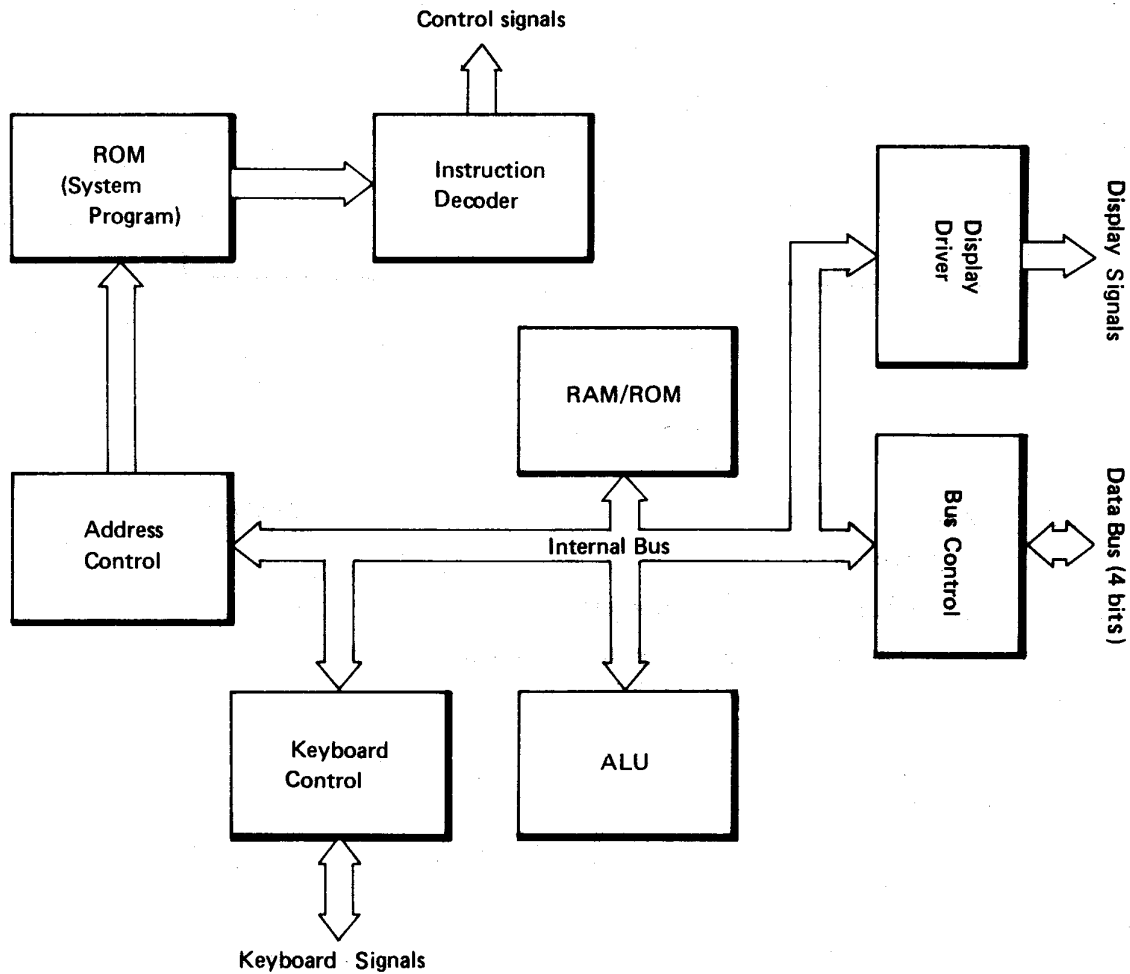 Control signals
ROM
(System
Program)
Instruction
Decoder
Display
Driver
Display Signals
RAM/ROM
Address
Control
Internal Bus
Bus Control
Data Bus (4 bits)
Keyboard
Control
ALU
Keyboard Signals